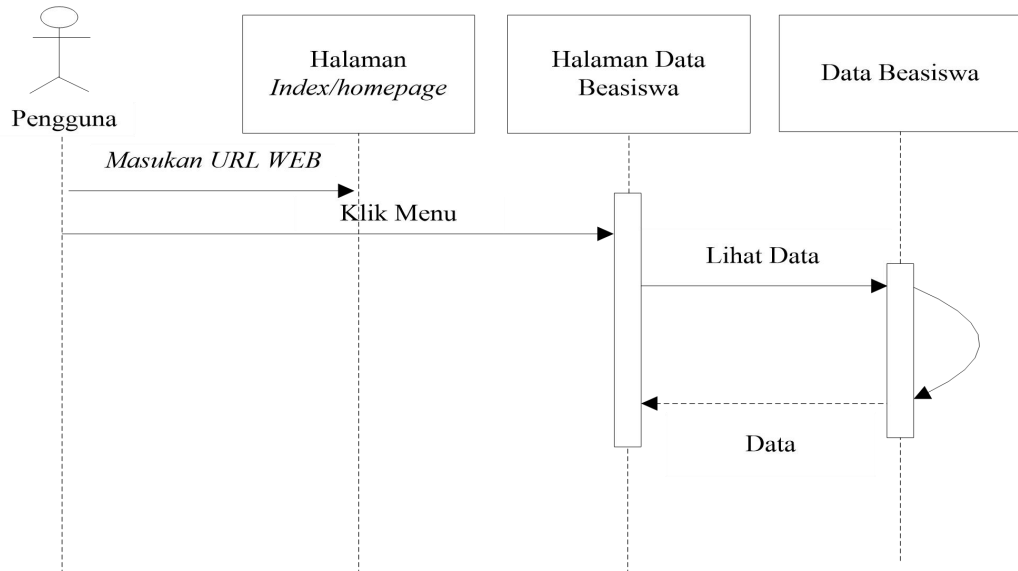 Pengguna
Halaman
Index/homepage
Halaman Data
Beasiswa
Data Beasiswa
Masukan URL WEB
Klik Menu
Lihat Data
Data